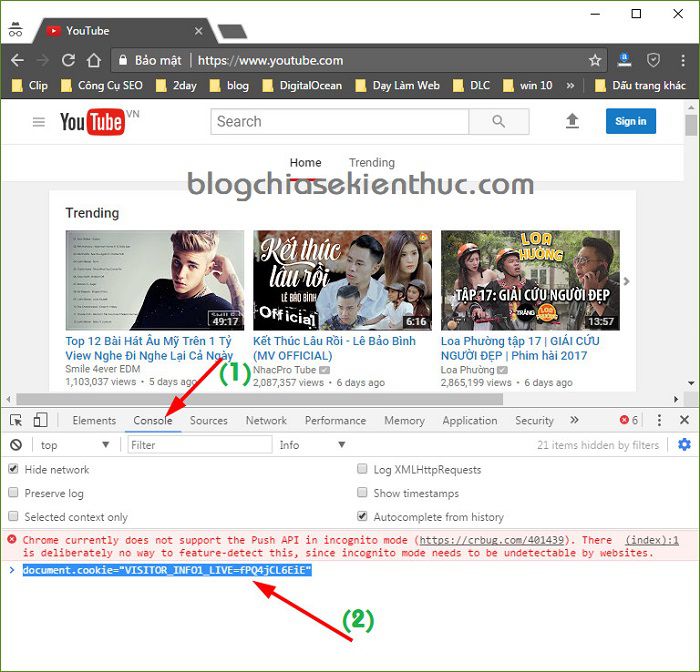 YouTube
Bảo mật | https://www.youtube.com
Clip Công Cụ SEO 2day blog DigitalOcean Dạy Làm Web DLC win 10 » Dấu trang khác
YouTube VN
Search
Sign in
Home Trending
blogchiasekienthuc.com
Trending
49:17
Kết thúc lâu rồi
LÊ BẢO BÌNH
Official
6:16
LOA PHƯỜNG
TẬP 17: GIẢI CỨU NGƯỜI ĐẸP
13:57
Top 12 Bài Hát Âu Mỹ Trên 1 Tỷ
View Nghe Đi Nghe Lại Cả Ngày
Smile 4ever EDM
1,103,037 views • 5 days ago
Kết Thúc Lâu Rồi - Lê Bảo Bình
(MV OFFICIAL)
NhacPro Tube
2,087,357 views • 6 days ago
Loa Phường tập 17 | GIẢI CỨU
NGƯỜI ĐẸP | Phim hài 2017
Loa Phường
2,865,199 views • 6 days ago
(1)
Elements Console Sources Network Performance Memory Application Security » 6
top Filter Info 21 items hidden by filters
Hide network Log XMLHttpRequests
Preserve log Show timestamps
Selected context only Autocomplete from history
Chrome currently does not support the Push API in incognito mode (https://crbug.com/401439). There (index):1
is deliberately no way to feature-detect this, since incognito mode needs to be undetectable by websites.
> document.cookie="VISITOR_INFO1_LIVE=fPQ4jCL6EiE"
(2)